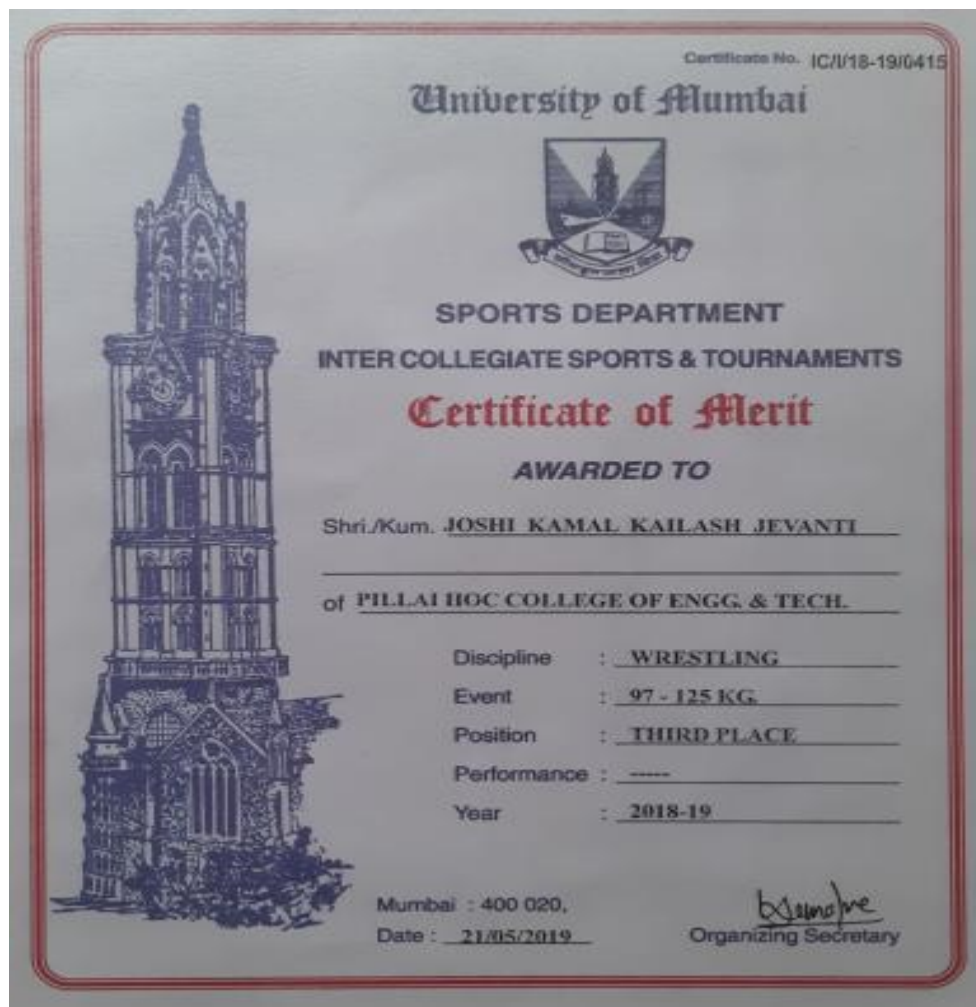 Certificate No. IC/I/18-19/0415
University of Mumbai
SPORTS DEPARTMENT
INTER COLLEGIATE SPORTS & TOURNAMENTS
Certificate of Merit
AWARDED TO
Shri./Kum. JOSHI KAMAL KAILASH JEVANTI
of PILLAI HOC COLLEGE OF ENGG. & TECH.
Discipline : WRESTLING
Event : 97 - 125 KG.
Position : THIRD PLACE
Performance : -----
Year : 2018-19
Mumbai : 400 020,
Date : 21/05/2019
Organizing Secretary